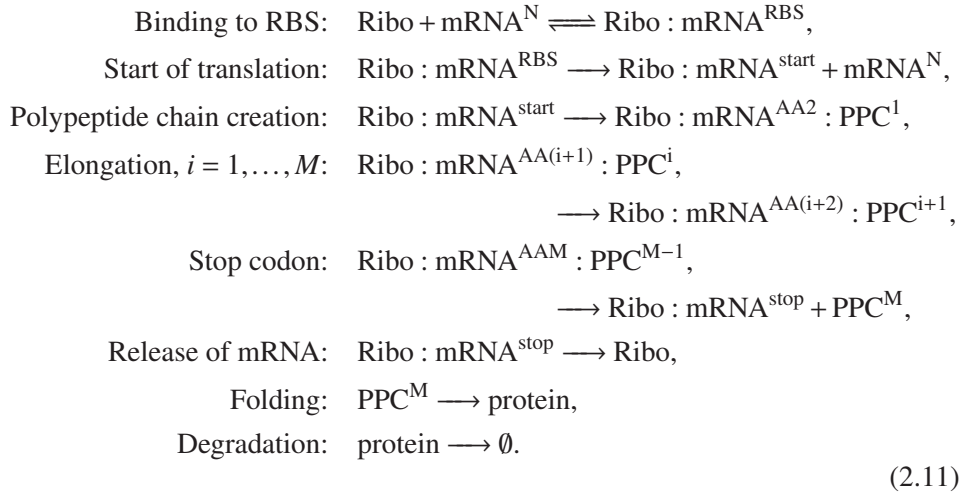 Binding to RBS: Ribo + mRNA^N ⇌ Ribo : mRNA^RBS,
Start of translation: Ribo : mRNA^RBS ⟶ Ribo : mRNA^start + mRNA^N,
Polypeptide chain creation: Ribo : mRNA^start ⟶ Ribo : mRNA^AA2 : PPC^1,
Elongation, i = 1,…, M: Ribo : mRNA^AA(i+1) : PPC^i,
⟶ Ribo : mRNA^AA(i+2) : PPC^i+1,
Stop codon: Ribo : mRNA^AAM : PPC^M−1,
⟶ Ribo : mRNA^stop + PPC^M,
Release of mRNA: Ribo : mRNA^stop ⟶ Ribo,
Folding: PPC^M ⟶ protein,
Degradation: protein ⟶ ∅.
(2.11)